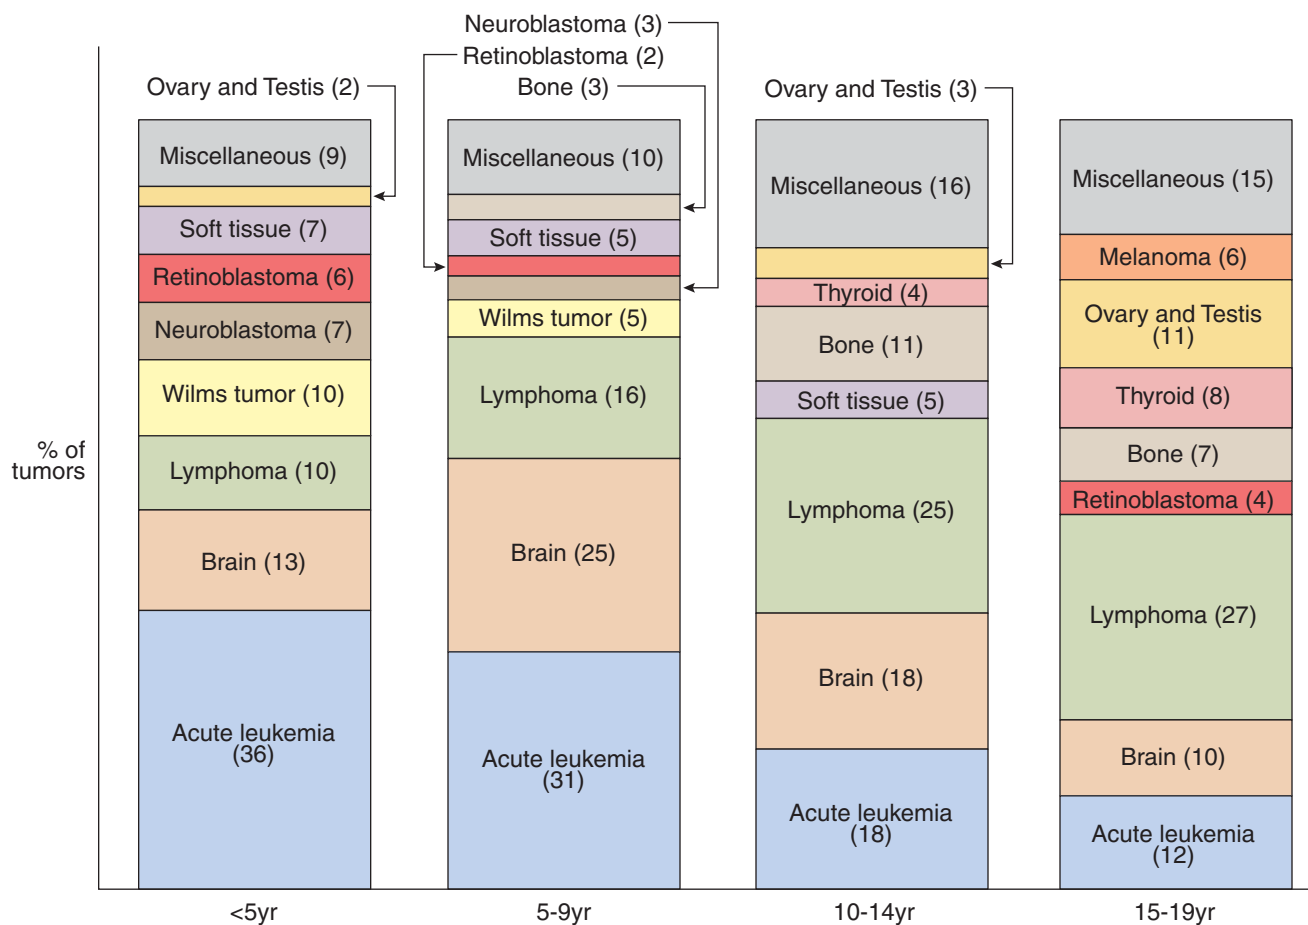 Neuroblastoma (3)
Retinoblastoma (2)
Ovary and Testis (2)
Bone (3)
Ovary and Testis (3)
% of
tumors
Miscellaneous (9)
Soft tissue (7)
Retinoblastoma (6)
Neuroblastoma (7)
Wilms tumor (10)
Lymphoma (10)
Brain (13)
Acute leukemia
(36)
<5yr
Miscellaneous (10)
Soft tissue (5)
Wilms tumor (5)
Lymphoma (16)
Brain (25)
Acute leukemia
(31)
5-9yr
Miscellaneous (16)
Thyroid (4)
Bone (11)
Soft tissue (5)
Lymphoma (25)
Brain (18)
Acute leukemia
(18)
10-14yr
Miscellaneous (15)
Melanoma (6)
Ovary and Testis
(11)
Thyroid (8)
Bone (7)
Retinoblastoma (4)
Lymphoma (27)
Brain (10)
Acute leukemia
(12)
15-19yr